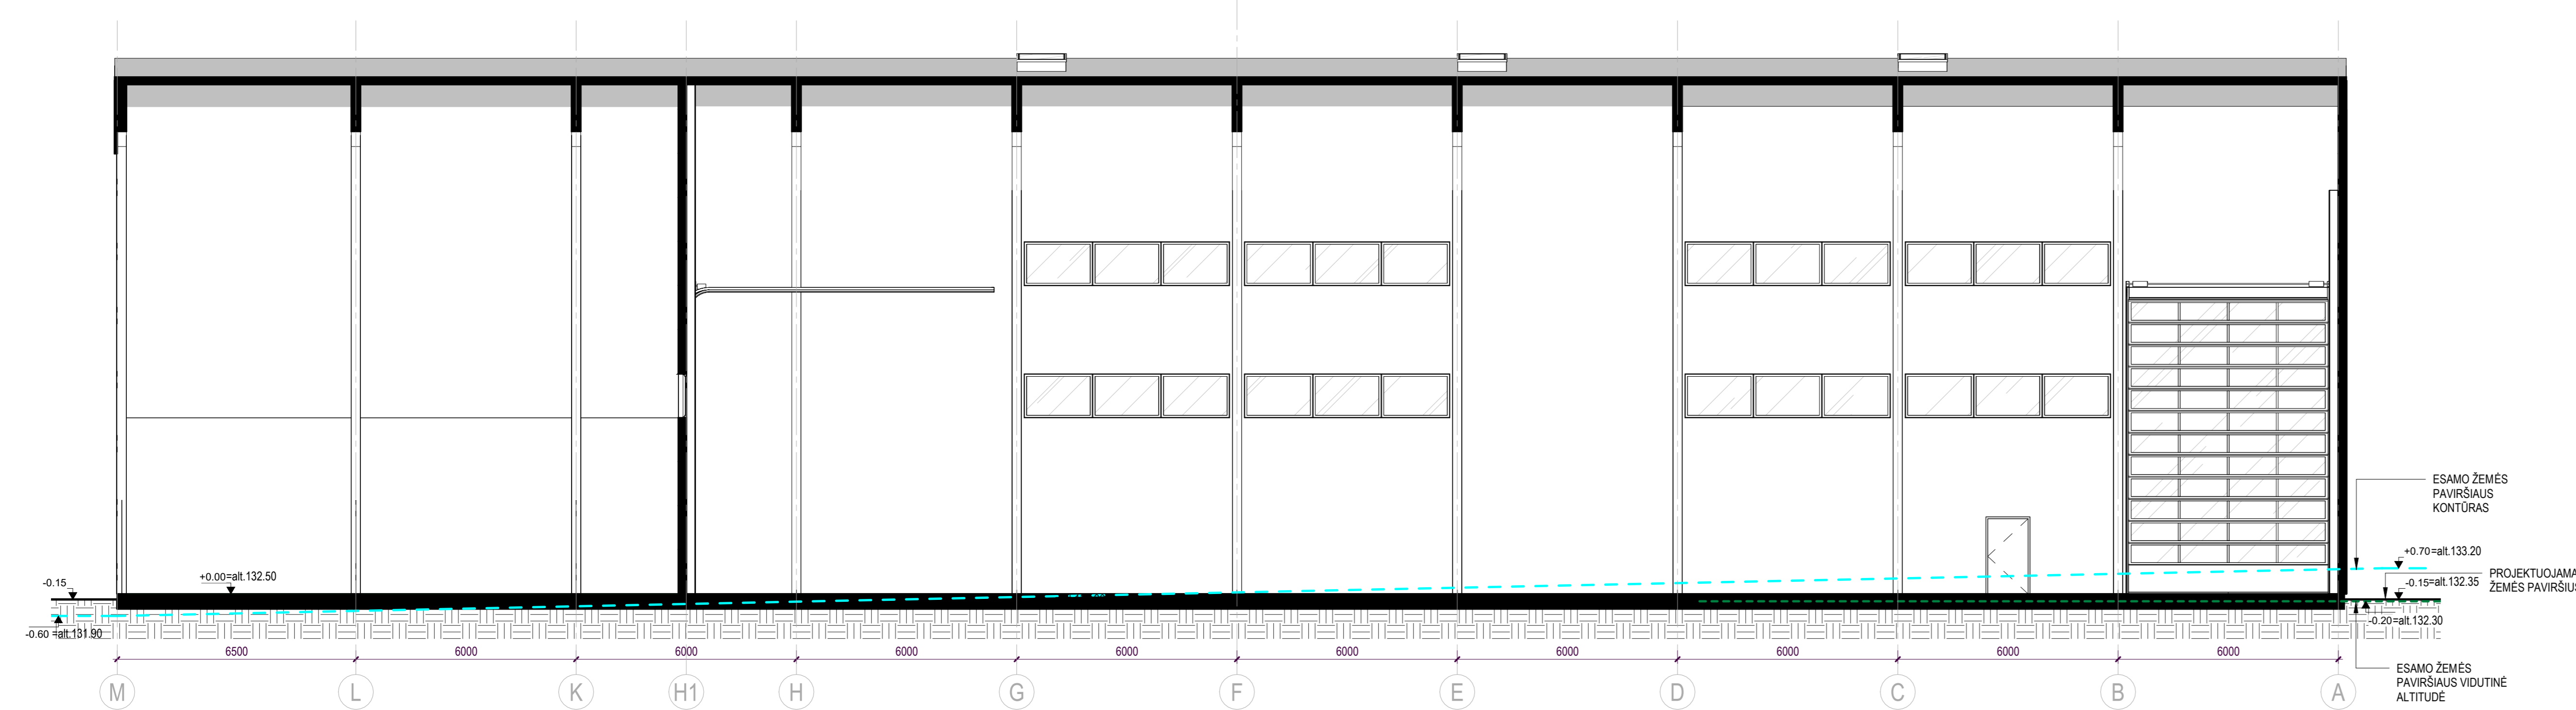 ESAMO ŽEMĖS
PAVIRŠIAUS
KONTŪRAS
+0.70=alt.133.20
-0.15
+0.00=alt.132.50
-0.15=alt.132.35
PROJEKTUOJAMA
ŽEMĖS PAVIRŠIUS
-0.60 =alt.131.90
-0.20=alt.132.30
6500 6000 6000 6000 6000 6000 6000 6000 6000 6000
ESAMO ŽEMĖS
PAVIRŠIAUS VIDUTINĖ
ALTITUDĖ
M L K H1 H G F E D C B A